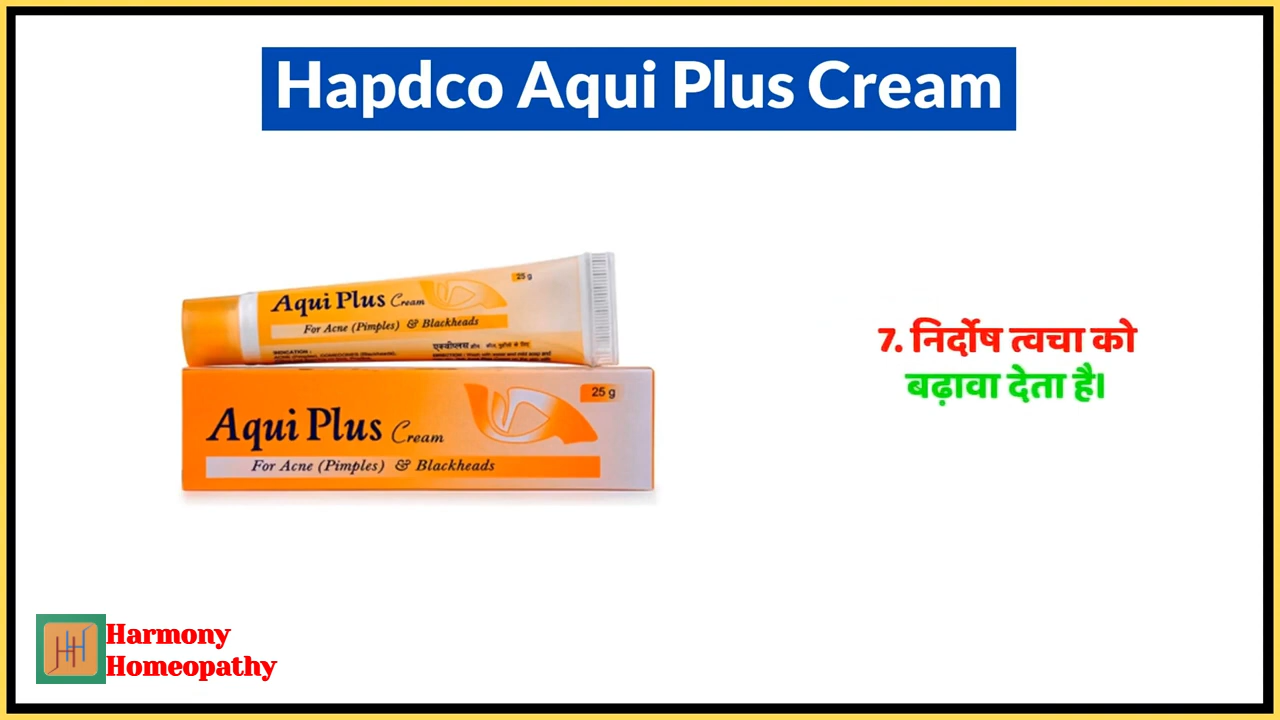 Hapdco Aqui Plus Cream
25 g
Aqui Plus Cream
For Acne (Pimples) & Blackheads
INDICATION :
25 g
Aqui Plus Cream
For Acne (Pimples) & Blackheads
7. निर्दोष त्वचा को
बढ़ावा देता है।
Harmony
Homeopathy